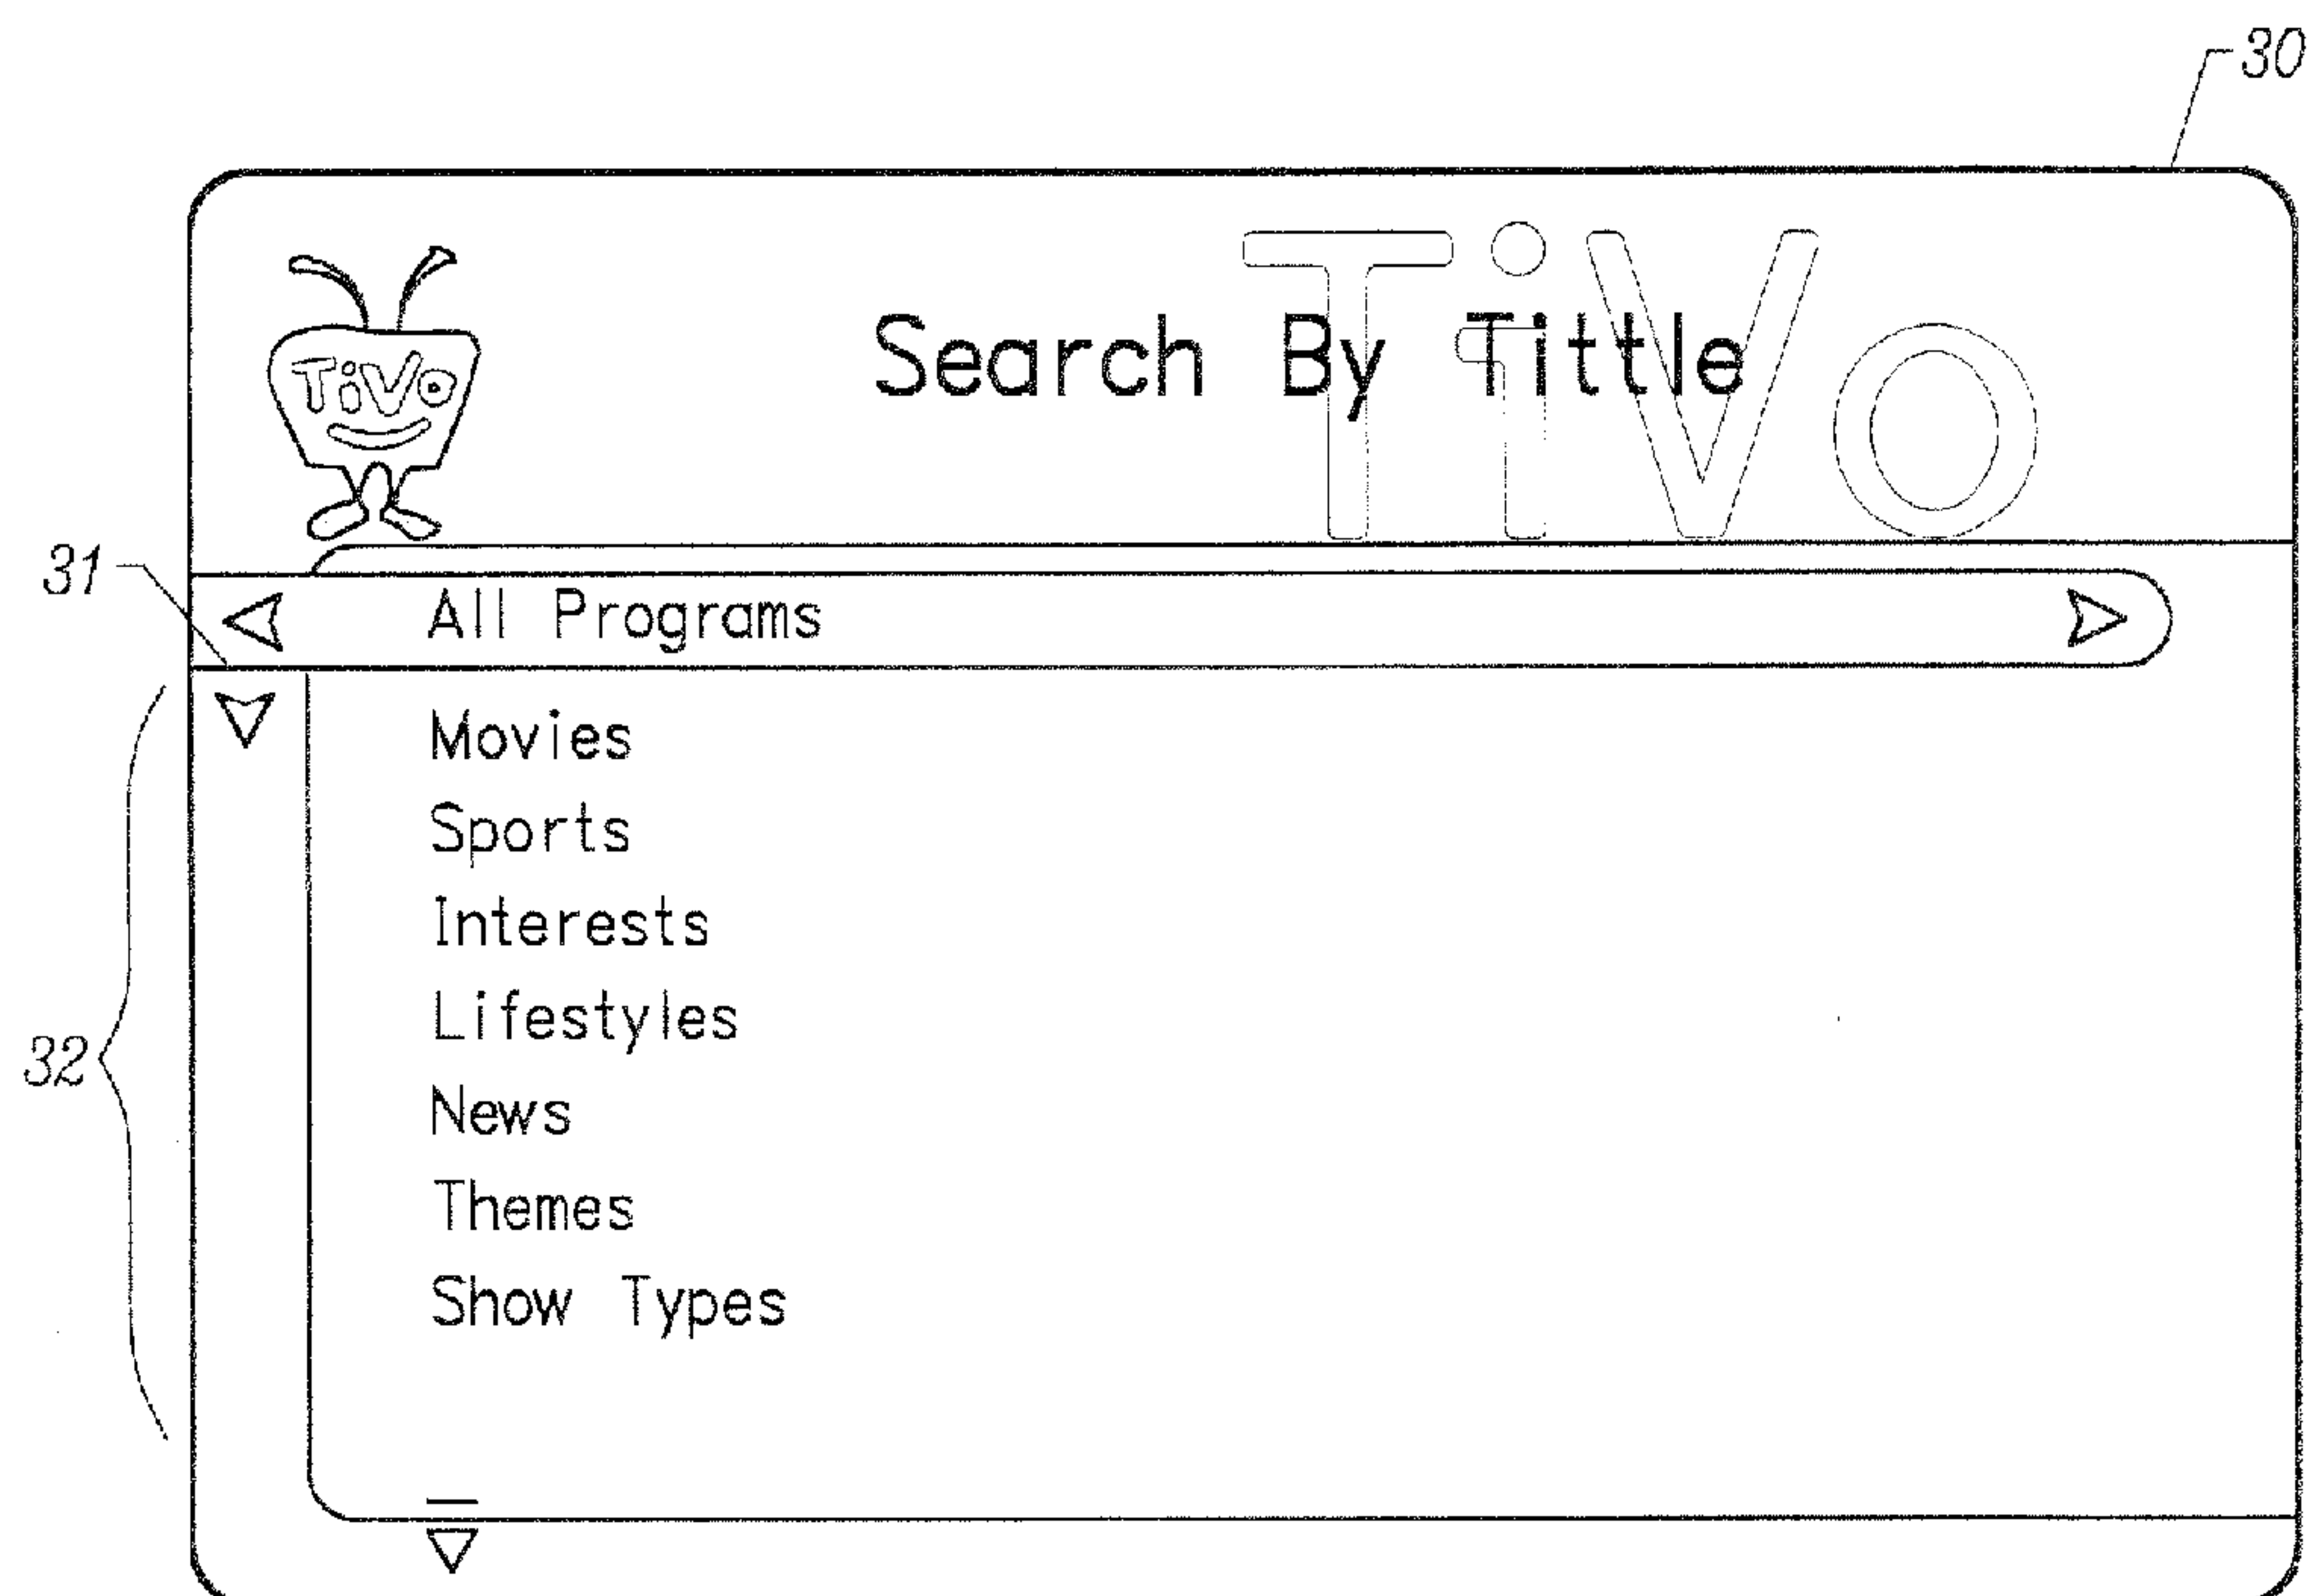 30
TiVo
TiVo
Search By Tittle
31
All Programs
Movies
Sports
Interests
Lifestyles
32
News
Themes
Show Types